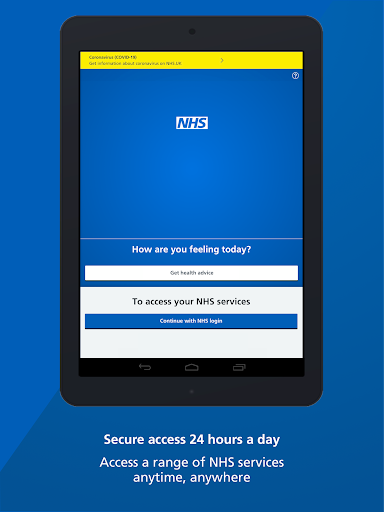 Coronavirus (COVID-19)
Get information about coronavirus on NHS.UK
?
NHS
How are you feeling today?
Get health advice
To access your NHS services
Continue with NHS login
Secure access 24 hours a day
Access a range of NHS services
anytime, anywhere